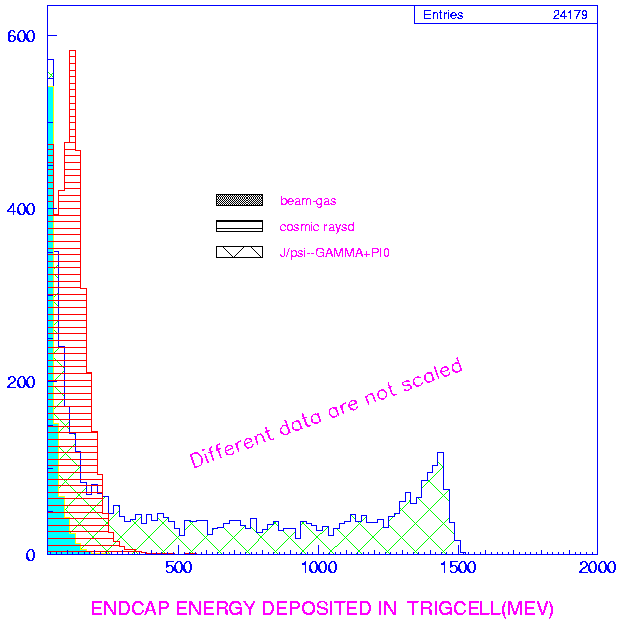 Entries 24179
600
400
200
0
beam-gas
cosmic raysd
J/psi--GAMMA+PI0
Different data are not scaled
500 1000 1500 2000
ENDCAP ENERGY DEPOSITED IN TRIGCELL(MEV)